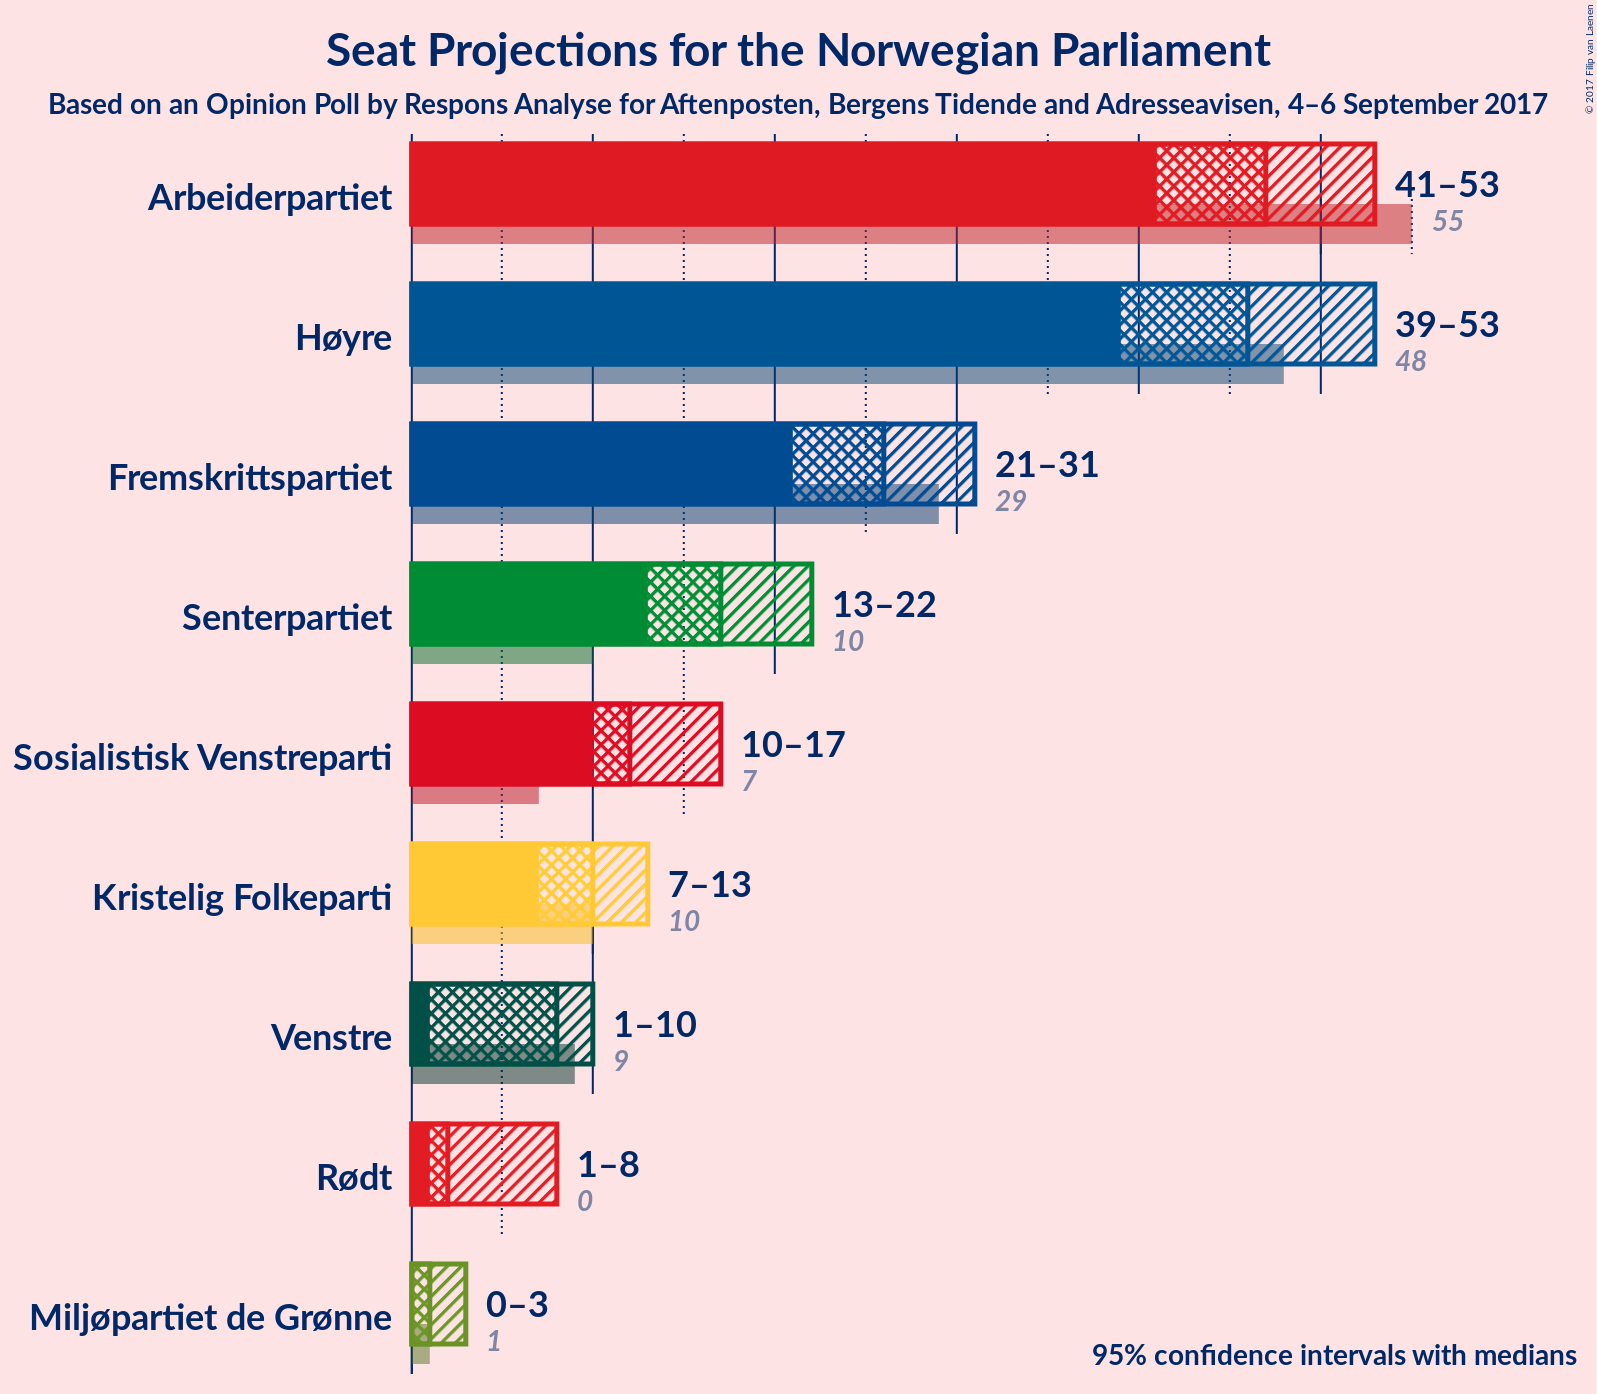 Seat Projections for the Norwegian Parliament
Based on an Opinion Poll by Respons Analyse for Aftenposten, Bergens Tidende and Adresseavisen, 4–6 September 2017
© 2017 Filip van Laenen
Arbeiderpartiet
41–53
55
Høyre
39–53
48
Fremskrittspartiet
21–31
29
Senterpartiet
13–22
10
Sosialistisk Venstreparti
10–17
7
Kristelig Folkeparti
7–13
10
Venstre
1–10
9
Rødt
1–8
0
Miljøpartiet de Grønne
0–3
1
95% confidence intervals with medians